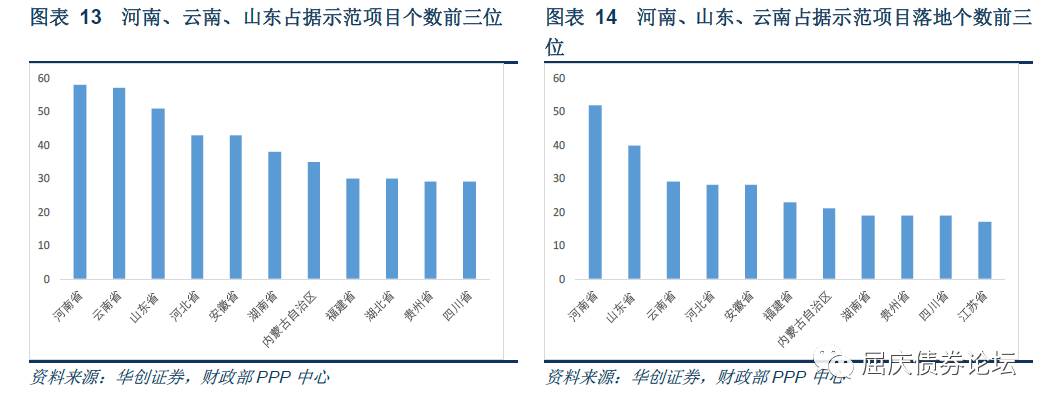 图表 13 河南、云南、山东占据示范项目个数前三位
60
50
40
30
20
10
0
河南省
云南省
山东省
河北省
安徽省
湖南省
内蒙古自治区
福建省
湖北省
贵州省
四川省
资料来源：华创证券，财政部 PPP 中心
图表 14 河南、山东、云南占据示范项目落地个数前三
位
60
50
40
30
20
10
0
河南省
山东省
云南省
河北省
安徽省
福建省
内蒙古自治区
湖南省
贵州省
四川省
江苏省
资料来源：华创证券，财政部 PPP 中心
屈庆债券论坛